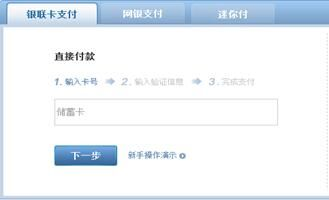 银联卡支付 网银支付 迷你付
直接付款
1. 输入卡号 2. 输入验证信息 3. 完成支付
储蓄卡
下一步 新手操作演示